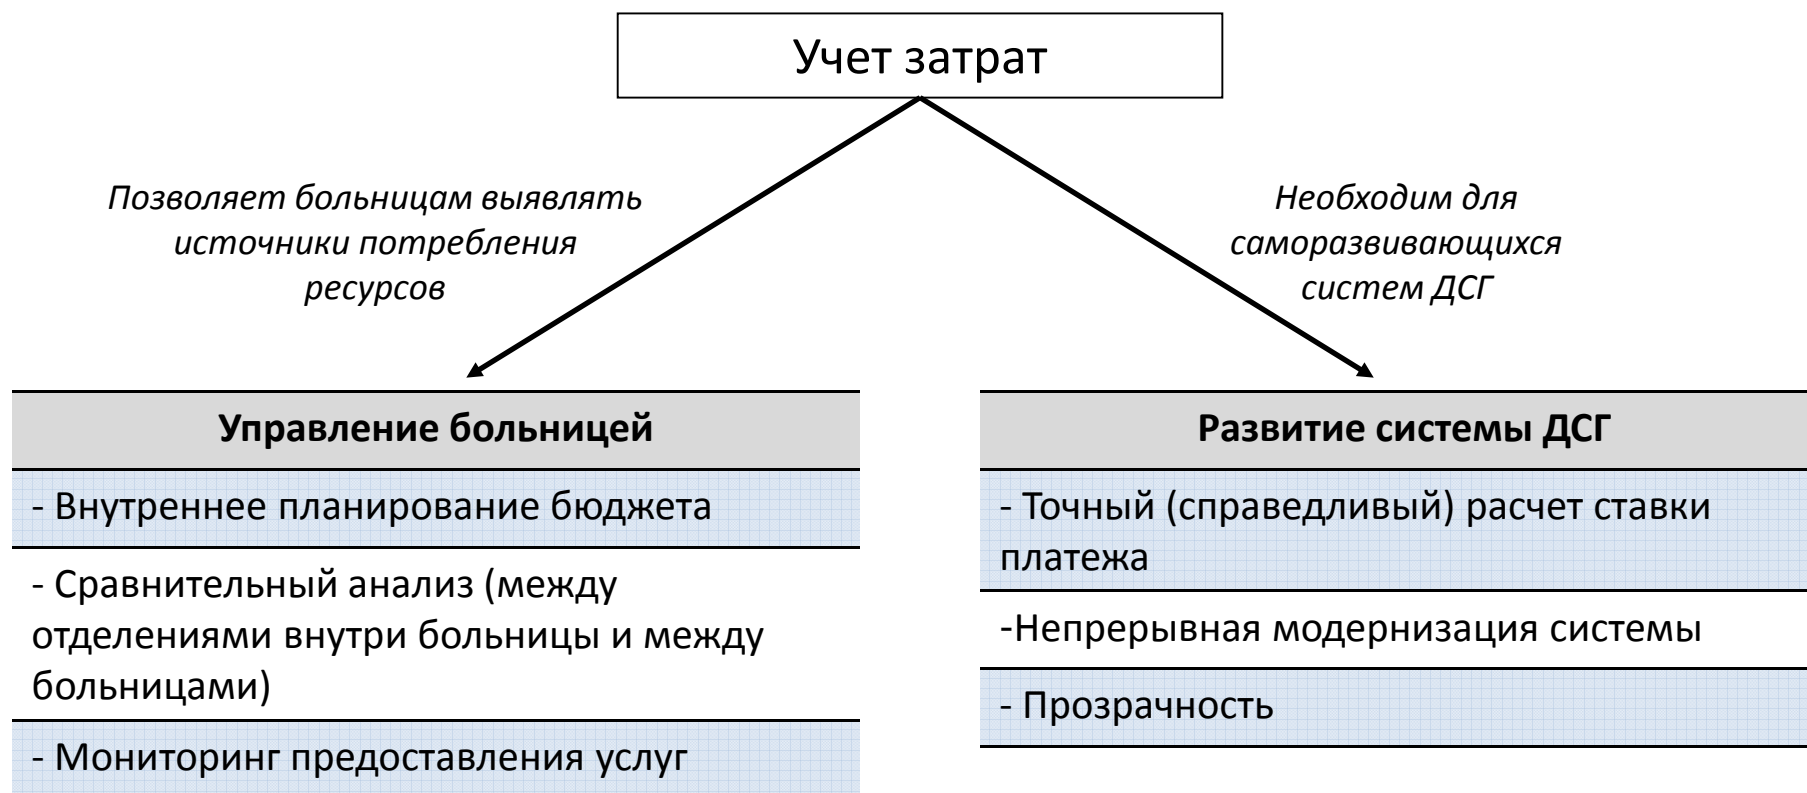 Учет затрат
Позволяет больницам выявлять
источники потребления
ресурсов
Необходим для
саморазвивающихся
систем ДСГ
Управление больницей
- Внутреннее планирование бюджета
- Сравнительный анализ (между
отделениями внутри больницы и между
больницами)
- Мониторинг предоставления услуг
Развитие системы ДСГ
- Точный (справедливый) расчет ставки
платежа
-Непрерывная модернизация системы
- Прозрачность